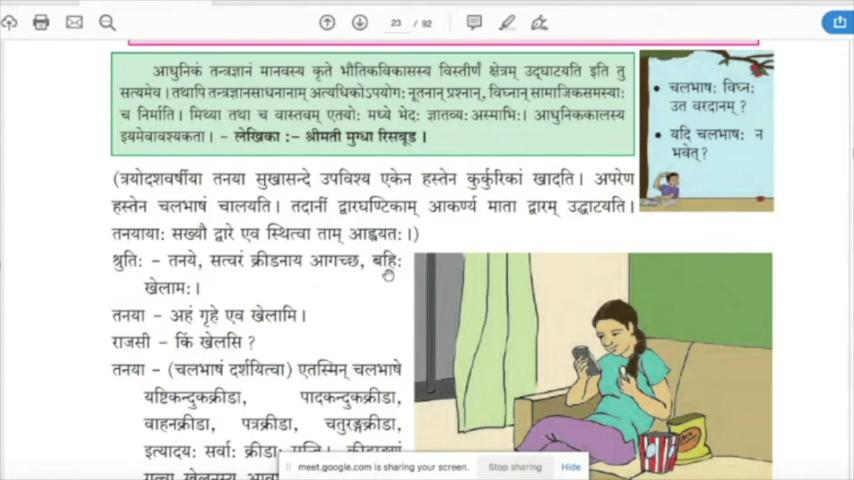 23 / 92
आधुनिकं तन्त्रज्ञानं मानवस्य कृते भौतिकविकासस्य विस्तीर्णं क्षेत्रम् उद्घाटयति इति तु
सत्यमेव। तथापि तन्त्रज्ञानसाधनानाम् अत्यधिकोऽपयोगः नूतनान् प्रश्नान्, विघ्नान् सामाजिकसमस्याः
च निर्माति। मिथ्या तथा च वास्तवम् एतयोः मध्ये भेदः ज्ञातव्यः अस्माभिः। आधुनिककालस्य
इयमेवावश्यकता। - लेखिका :- श्रीमती मुग्धा रिसबूड ।
• चलभाषः विघ्नः
उत वरदानम् ?
• यदि चलभाषः न
भवेत् ?
(त्रयोदशवर्षीया तनया सुखासन्दे उपविश्य एकेन हस्तेन कुर्कुरिकां खादति। अपरेण
हस्तेन चलभाषं चालयति। तदानीं द्वारघण्टिकाम् आकर्ण्य माता द्वारम् उद्घाटयति।
तनयायाः सख्यौ द्वारे एव स्थित्वा ताम् आह्वयतः।)
श्रुतिः - तनये, सत्वरं क्रीडनाय आगच्छ, बहिः
खेलामः।
तनया - अहं गृहे एव खेलामि।
राजसी - किं खेलसि ?
तनया - (चलभाषं दर्शयित्वा) एतस्मिन् चलभाषे
यष्टिकन्दुकक्रीडा, पादकन्दुकक्रीडा,
वाहनक्रीडा, पत्रक्रीडा, चतुरङ्गक्रीडा,
इत्यादयः सर्वाः क्रीडाः सन्ति।
meet.google.com is sharing your screen. Stop sharing Hide